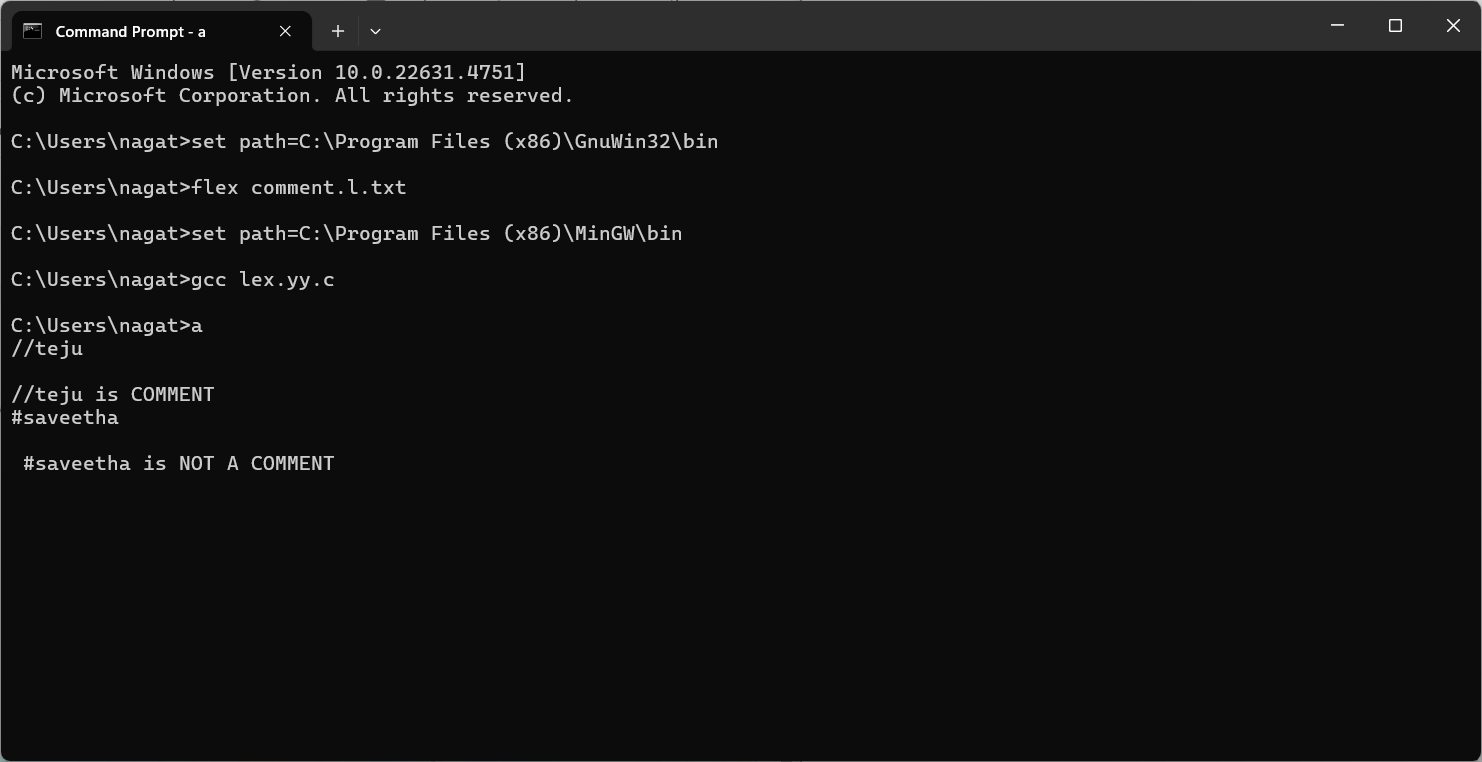 Command Prompt - a
Microsoft Windows [Version 10.0.22631.4751]
(c) Microsoft Corporation. All rights reserved.
C:\Users\nagat>set path=C:\Program Files (x86)\GnuWin32\bin
C:\Users\nagat>flex comment.l.txt
C:\Users\nagat>set path=C:\Program Files (x86)\MinGW\bin
C:\Users\nagat>gcc lex.yy.c
C:\Users\nagat>a
//teju
//teju is COMMENT
#saveetha
 #saveetha is NOT A COMMENT